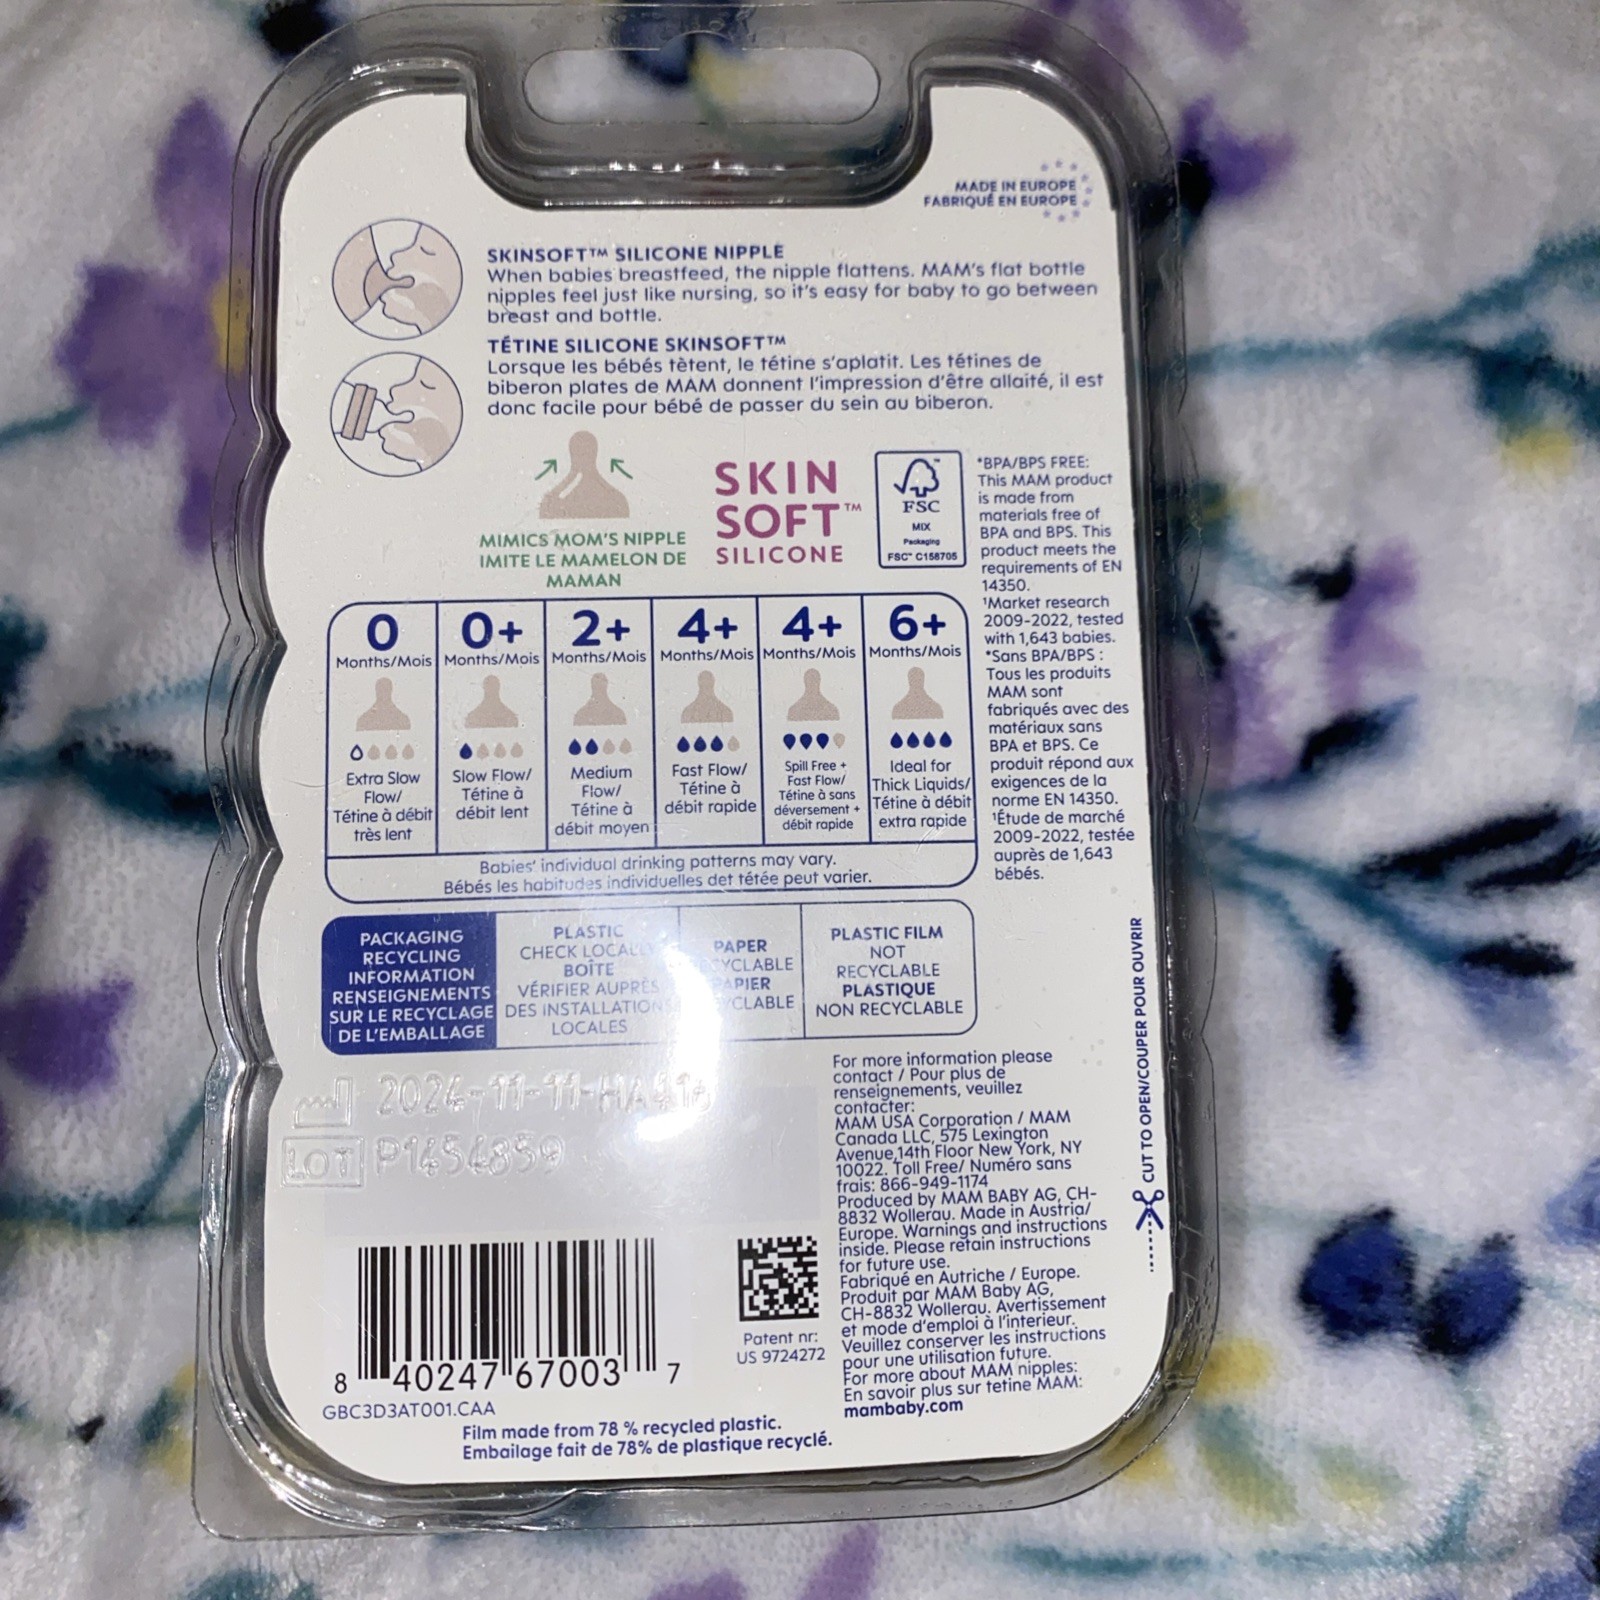 MADE IN EUROPE
FABRIQUÉ EN EUROPE
SKINSOFT™ SILICONE NIPPLE
When babies breastfeed, the nipple flattens. MAM's flat bottle
nipples feel just like nursing, so it's easy for baby to go between
breast and bottle.
TÉTINE SILICONE SKINSOFT™
Lorsque les bébés tètent, le tétine s'aplatit. Les tétines de
biberon plates de MAM donnent l'impression d'être allaité, il est
donc facile pour bébé de passer du sein au biberon.
MIMICS MOM'S NIPPLE
IMITE LE MAMELON DE
MAMAN
SKIN
SOFT™
SILICONE
FSC
MIX
Packaging
FSC™ C158705
*BPA/BPS FREE:
This MAM product
is made from
materials free of
BPA and BPS. This
product meets the
requirements of EN
14350.
¹Market research
2009-2022, tested
with 1,643 babies.
*Sans BPA/BPS :
Tous les produits
MAM sont
fabriqués avec des
matériaux sans
BPA et BPS. Ce
produit répond aux
exigences de la
norme EN 14350.
¹Étude de marché
2009-2022, testée
auprès de 1,643
bébés.
0
Months/Mois
Extra Slow
Flow/
Tétine à débit
très lent
0+
Months/Mois
Slow Flow/
Tétine à
débit lent
2+
Months/Mois
Medium
Flow/
Tétine à
débit moyen
4+
Months/Mois
Fast Flow/
Tétine à
débit rapide
4+
Months/Mois
Spill Free +
Fast Flow/
Tétine à sans
déversement +
débit rapide
6+
Months/Mois
Ideal for
Thick Liquids/
Tétine à débit
extra rapide
Babies' individual drinking patterns may vary.
Bébés les habitudes individuelles det tétée peut varier.
PACKAGING
RECYCLING
INFORMATION
RENSEIGNEMENTS
SUR LE RECYCLAGE
DE L'EMBALLAGE
PLASTIC
CHECK LOCALLY
BOÎTE
VÉRIFIER AUPRÈS
DES INSTALLATIONS
LOCALES
PAPER
RECYCLABLE
PAPIER
RECYCLABLE
PLASTIC FILM
NOT
RECYCLABLE
PLASTIQUE
NON RECYCLABLE
CUT TO OPEN/COUPER POUR OUVRIR
2024-11-11-
LOT P1454859
For more information please
contact / Pour plus de
renseignements, veuillez
contacter:
MAM USA Corporation / MAM
Canada LLC, 575 Lexington
Avenue,14th Floor New York, NY
10022. Toll Free/ Numéro sans
frais: 866-949-1174
Produced by MAM BABY AG, CH-
8832 Wollerau. Made in Austria/
Europe. Warnings and instructions
inside. Please retain instructions
for future use.
Fabriqué en Autriche / Europe.
Produit par MAM Baby AG,
CH-8832 Wollerau. Avertissement
et mode d'emploi à l'interieur.
Veuillez conserver les instructions
pour une utilisation future.
For more about MAM nipples:
En savoir plus sur tetine MAM:
mambaby.com
Patent nr:
US 9724272
8 40247 67003 7
GBC3D3AT001.CAA
Film made from 78 % recycled plastic.
Embailage fait de 78% de plastique recyclé.